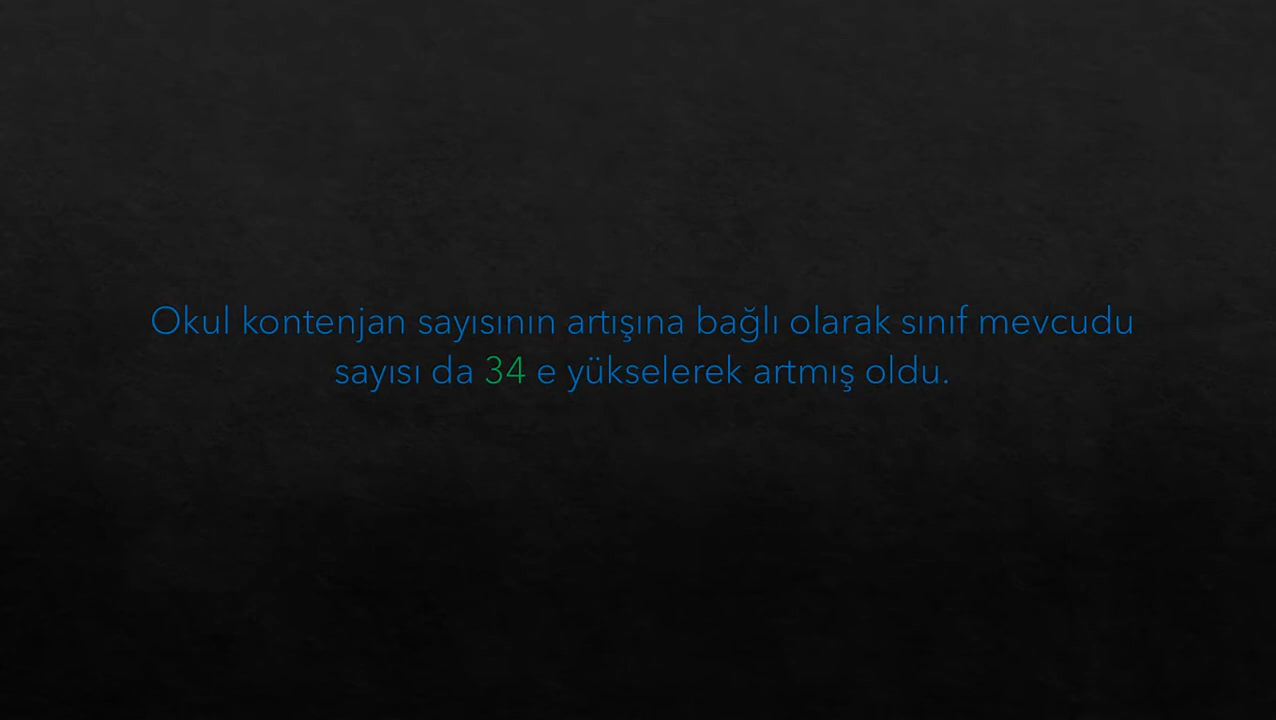 Okul kontenjan sayısının artışına bağlı olarak sınıf mevcudu
sayısı da 34 e yükselerek artmış oldu.